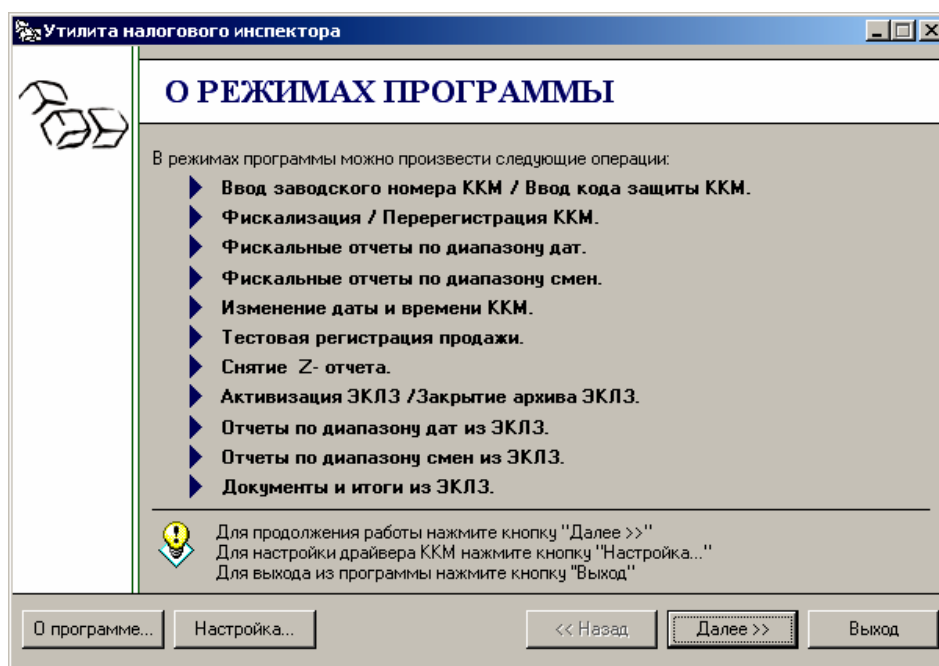 Утилита налогового инспектора
О РЕЖИМАХ ПРОГРАММЫ
В режимах программы можно произвести следующие операции:
Ввод заводского номера ККМ / Ввод кода защиты ККМ.
Фискализация / Перерегистрация ККМ.
Фискальные отчеты по диапазону дат.
Фискальные отчеты по диапазону смен.
Изменение даты и времени ККМ.
Тестовая регистрация продажи.
Снятие Z- отчета.
Активизация ЭКЛЗ /Закрытие архива ЭКЛЗ.
Отчеты по диапазону дат из ЭКЛЗ.
Отчеты по диапазону смен из ЭКЛЗ.
Документы и итоги из ЭКЛЗ.
Для продолжения работы нажмите кнопку "Далее >>"
Для настройки драйвера ККМ нажмите кнопку "Настройка..."
Для выхода из программы нажмите кнопку "Выход"
О программе... Настройка... << Назад Далее >> Выход